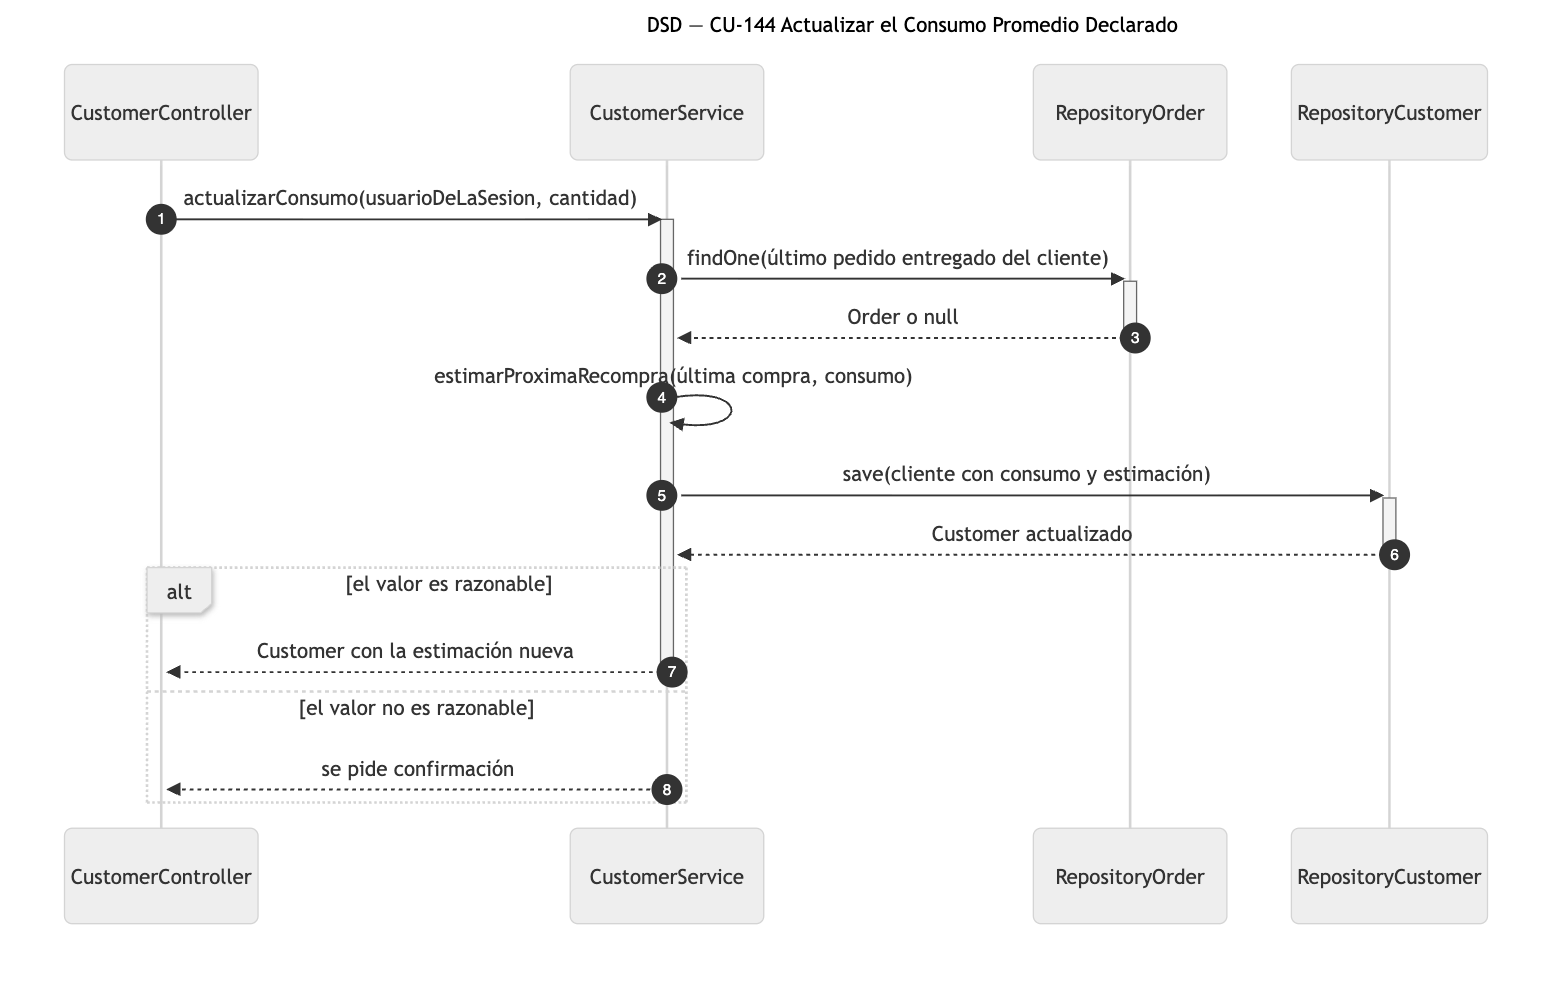 DSD — CU-144 Actualizar el Consumo Promedio Declarado
CustomerController
CustomerService
RepositoryOrder
RepositoryCustomer
actualizarConsumo(usuarioDeLaSesion, cantidad)
1
findOne(último pedido entregado del cliente)
2
Order o null
3
estimarProximaRecompra(última compra, consumo)
4
save(cliente con consumo y estimación)
5
Customer actualizado
6
alt
[el valor es razonable]
Customer con la estimación nueva
7
[el valor no es razonable]
se pide confirmación
8
CustomerController
CustomerService
RepositoryOrder
RepositoryCustomer